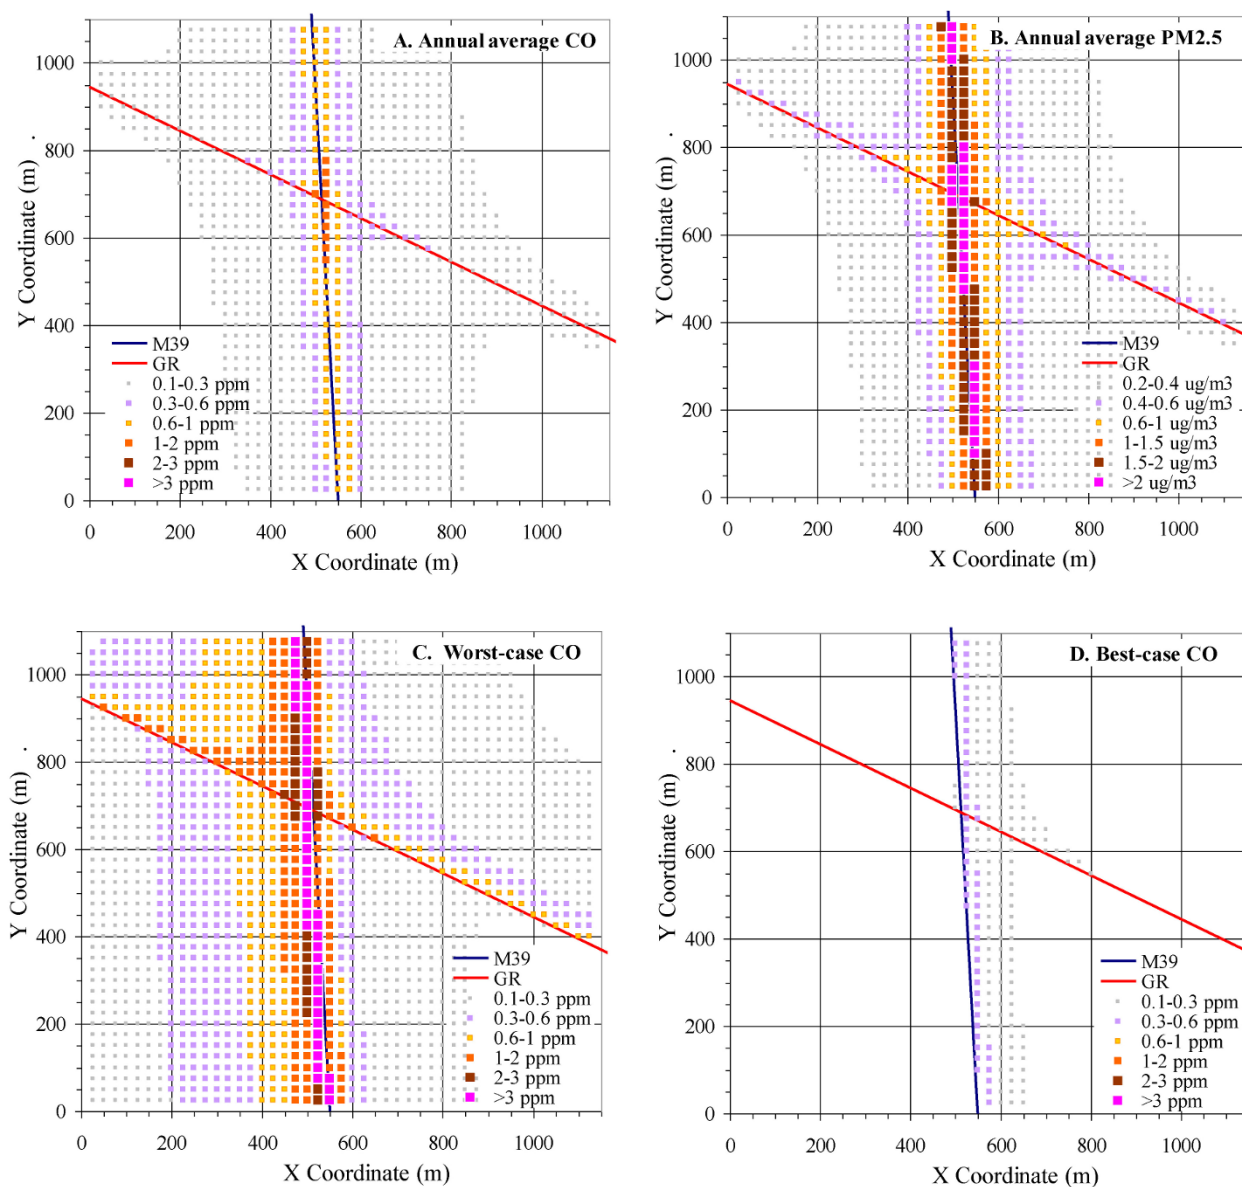 A. Annual average CO
1000
800
600
400
200
0
Y Coordinate (m)
.
M39
GR
0.1-0.3 ppm
0.3-0.6 ppm
0.6-1 ppm
1-2 ppm
2-3 ppm
>3 ppm
0 200 400 600 800 1000
X Coordinate (m)
B. Annual average PM2.5
1000
800
600
400
200
0
Y Coordinate (m)
.
M39
GR
0.2-0.4 ug/m3
0.4-0.6 ug/m3
0.6-1 ug/m3
1-1.5 ug/m3
1.5-2 ug/m3
>2 ug/m3
0 200 400 600 800 1000
X Coordinate (m)
C. Worst-case CO
1000
800
600
400
200
0
Y Coordinate (m)
.
M39
GR
0.1-0.3 ppm
0.3-0.6 ppm
0.6-1 ppm
1-2 ppm
2-3 ppm
>3 ppm
0 200 400 600 800 1000
X Coordinate (m)
D. Best-case CO
1000
800
600
400
200
0
Y Coordinate (m)
.
M39
GR
0.1-0.3 ppm
0.3-0.6 ppm
0.6-1 ppm
1-2 ppm
2-3 ppm
>3 ppm
0 200 400 600 800 1000
X Coordinate (m)